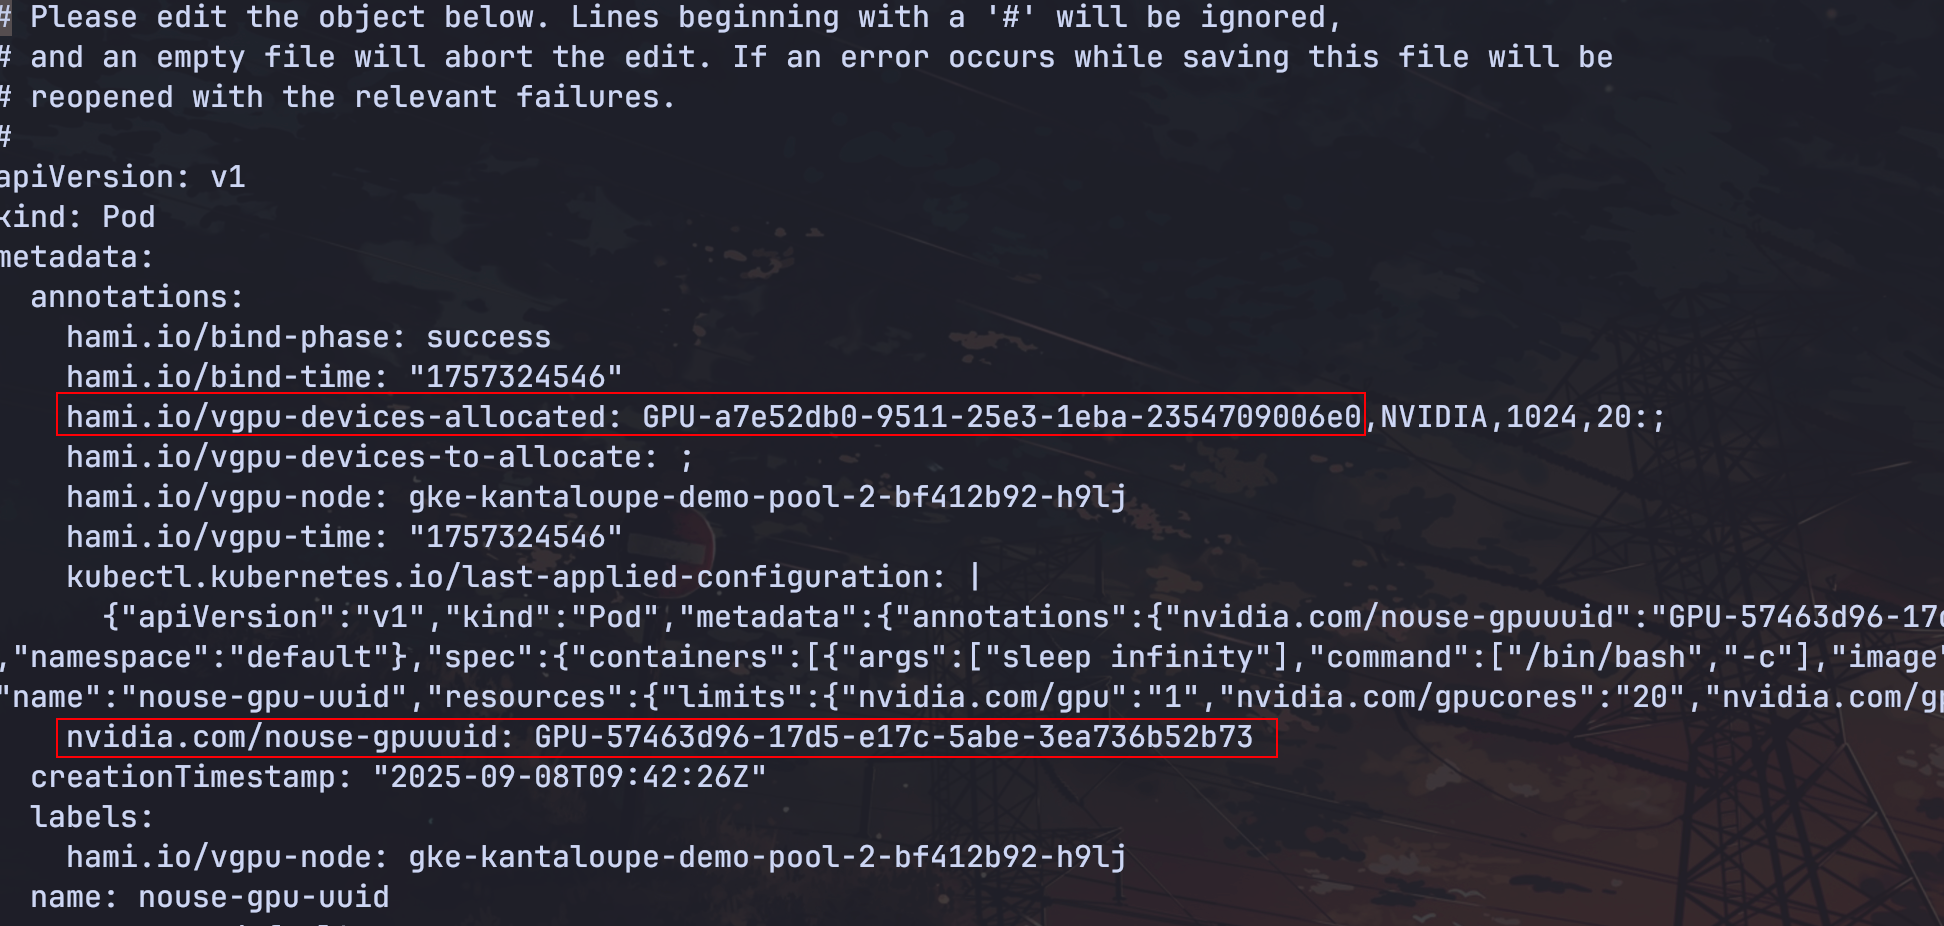 # Please edit the object below. Lines beginning with a '#' will be ignored,
# and an empty file will abort the edit. If an error occurs while saving this file will be
# reopened with the relevant failures.
#
apiVersion: v1
kind: Pod
metadata:
  annotations:
    hami.io/bind-phase: success
    hami.io/bind-time: "1757324546"
    hami.io/vgpu-devices-allocated: GPU-a7e52db0-9511-25e3-1eba-2354709006e0,NVIDIA,1024,20:;
    hami.io/vgpu-devices-to-allocate: ;
    hami.io/vgpu-node: gke-kantaloupe-demo-pool-2-bf412b92-h9lj
    hami.io/vgpu-time: "1757324546"
    kubectl.kubernetes.io/last-applied-configuration: |
      {"apiVersion":"v1","kind":"Pod","metadata":{"annotations":{"nvidia.com/nouse-gpuuuid":"GPU-57463d96-17d
,"namespace":"default"},"spec":{"containers":[{"args":["sleep infinity"],"command":["/bin/bash","-c"],"image"
"name":"nouse-gpu-uuid","resources":{"limits":{"nvidia.com/gpu":"1","nvidia.com/gpucores":"20","nvidia.com/gp
    nvidia.com/nouse-gpuuuid: GPU-57463d96-17d5-e17c-5abe-3ea736b52b73
  creationTimestamp: "2025-09-08T09:42:26Z"
  labels:
    hami.io/vgpu-node: gke-kantaloupe-demo-pool-2-bf412b92-h9lj
  name: nouse-gpu-uuid